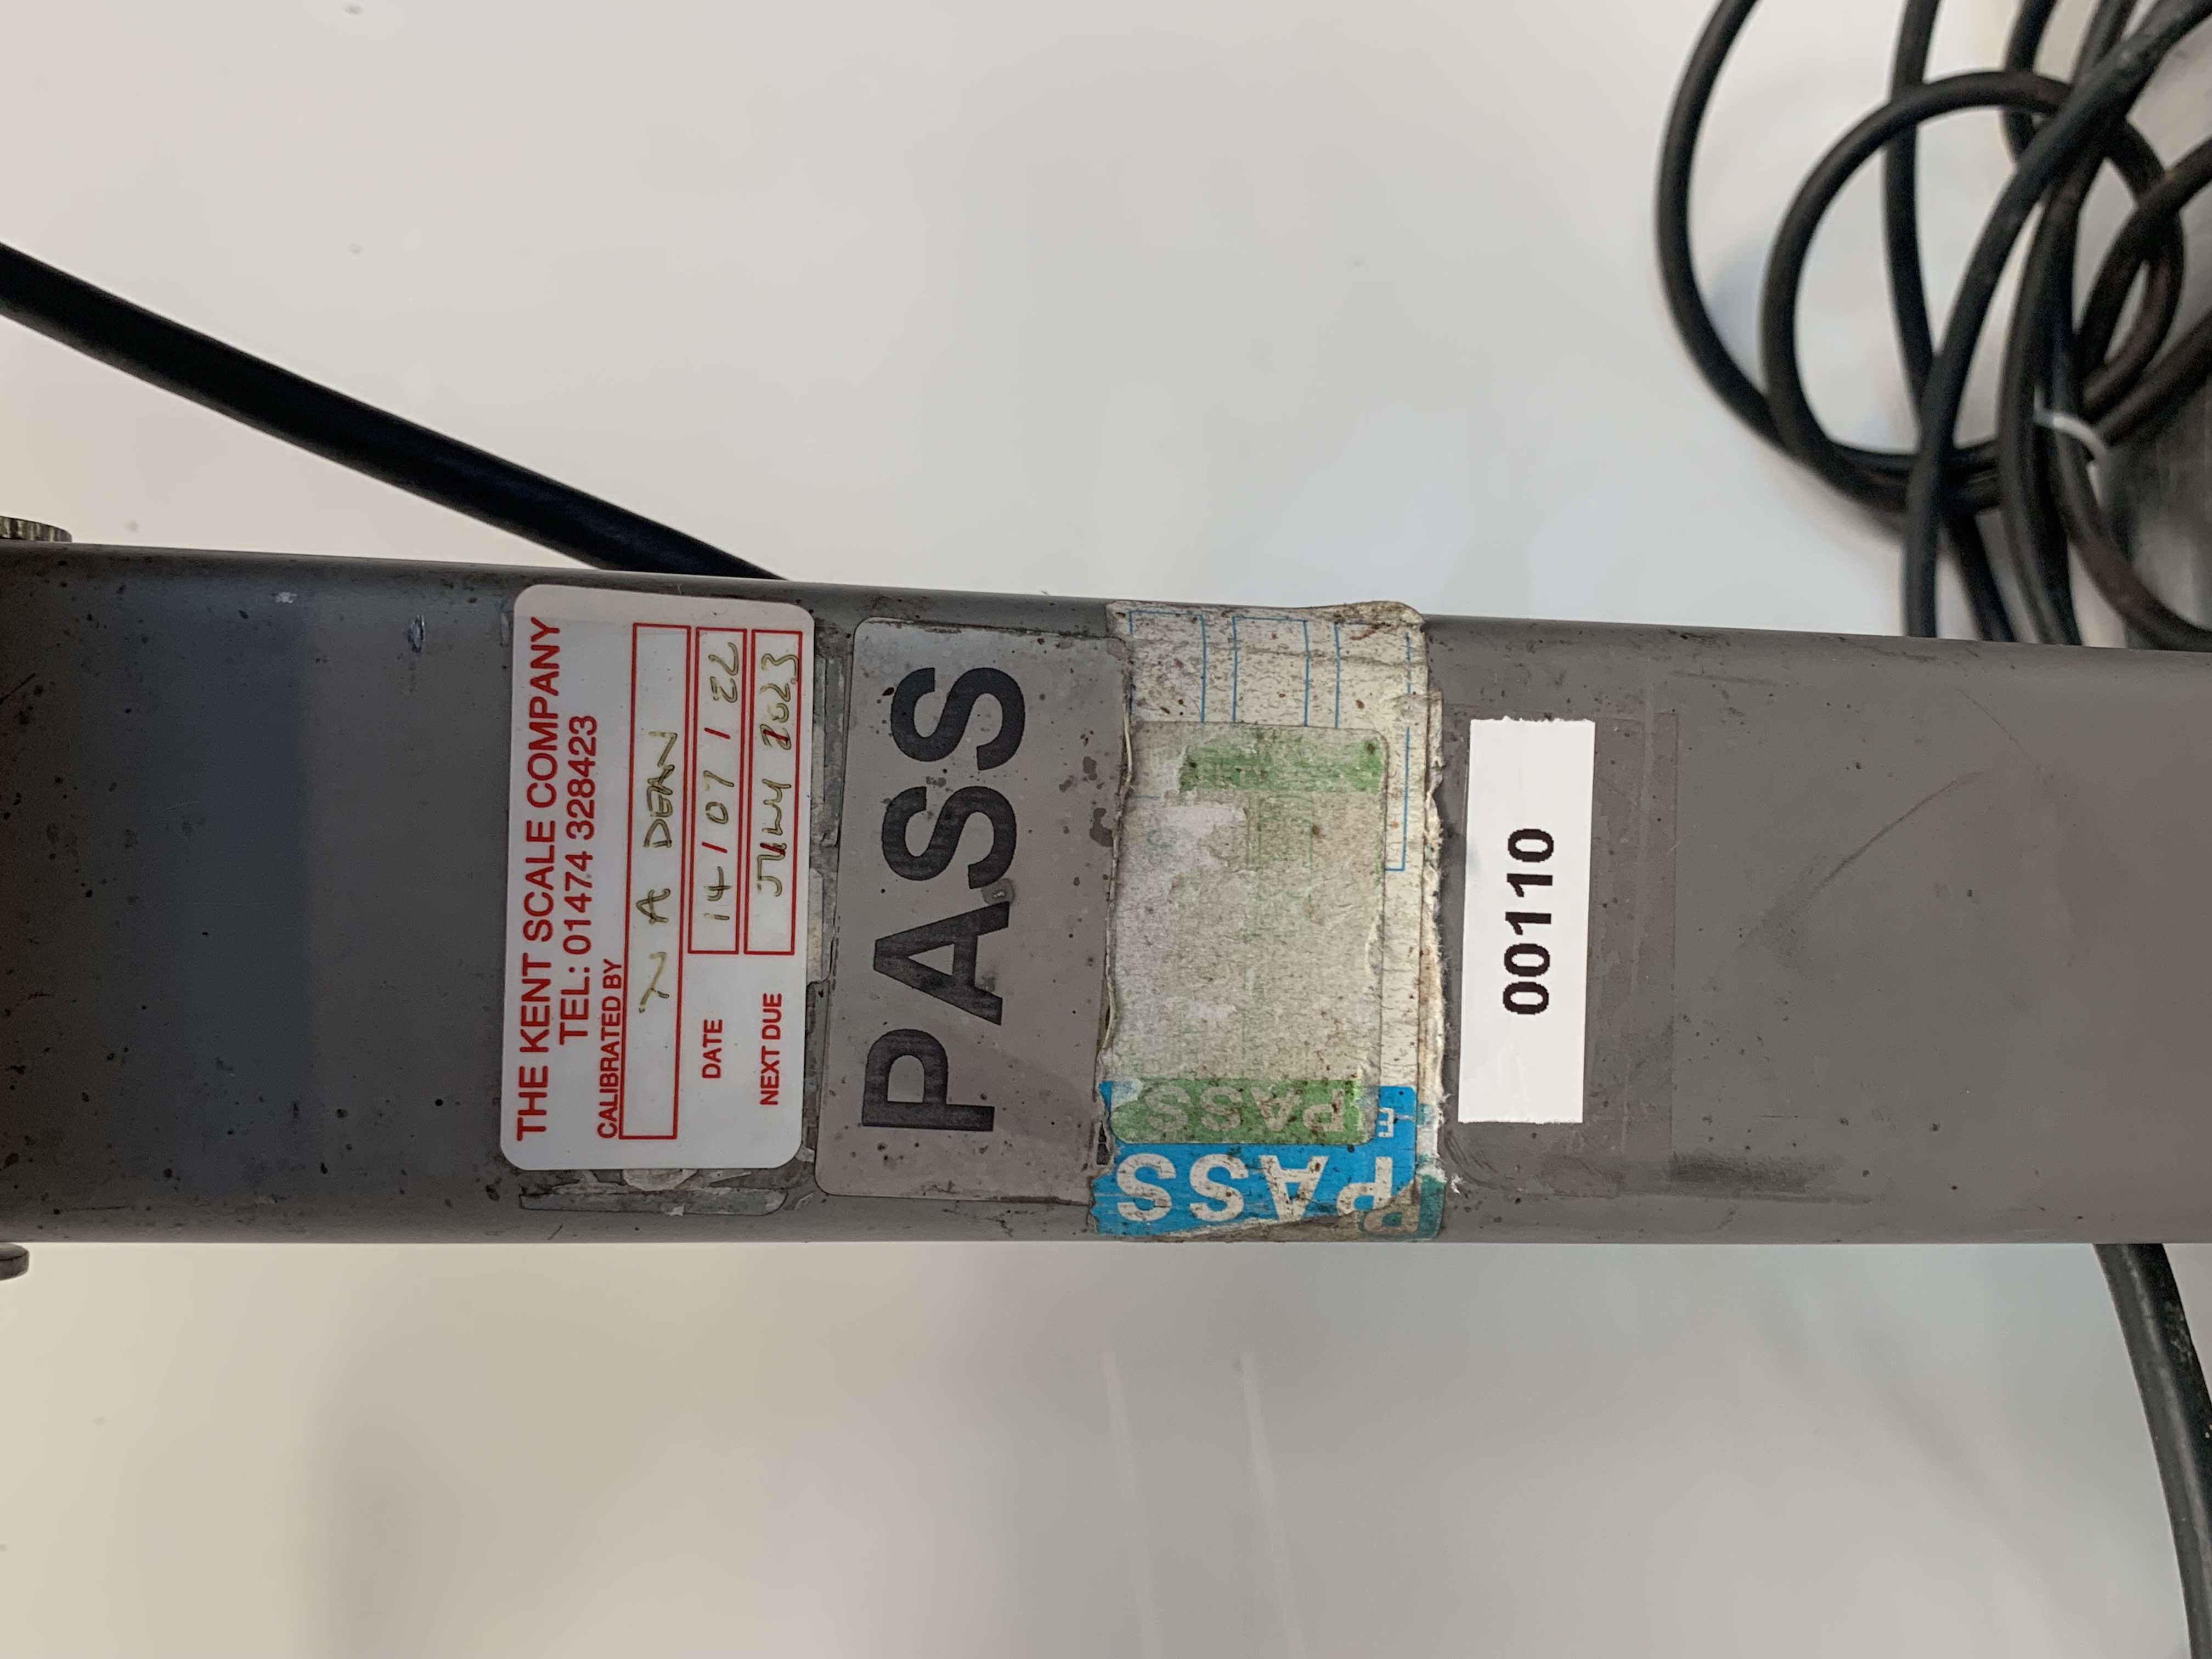 THE KENT SCALE COMPANY
TEL: 01474 328423
CALIBRATED BY N A DEAN
DATE 14/07/22
NEXT DUE JULY 2023
PASS
PASS
PASS
00110